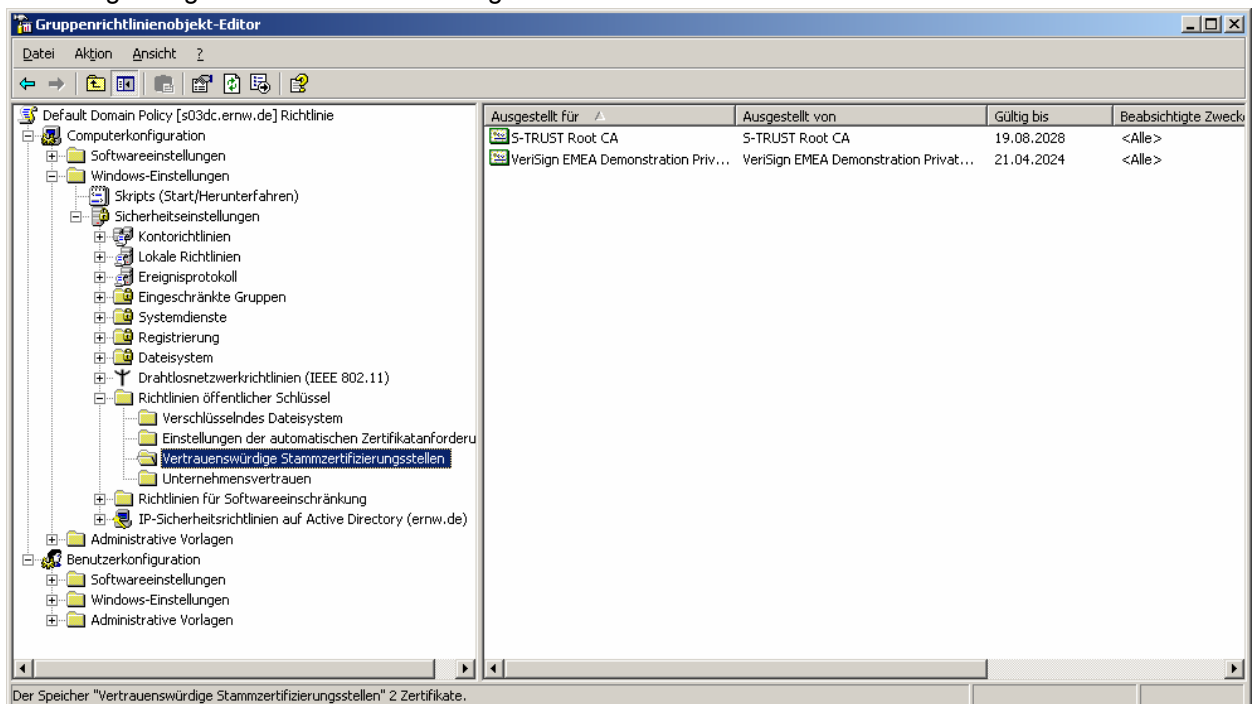 Gruppenrichtlinienobjekt-Editor
Datei Aktion Ansicht ?
Default Domain Policy [s03dc.ernw.de] Richtlinie
Computerkonfiguration
Softwareeinstellungen
Windows-Einstellungen
Skripts (Start/Herunterfahren)
Sicherheitseinstellungen
Kontorichtlinien
Lokale Richtlinien
Ereignisprotokoll
Eingeschränkte Gruppen
Systemdienste
Registrierung
Dateisystem
Drahtlosnetzwerkrichtlinien (IEEE 802.11)
Richtlinien öffentlicher Schlüssel
Verschlüsselndes Dateisystem
Einstellungen der automatischen Zertifikatanforderu
Vertrauenswürdige Stammzertifizierungsstellen
Unternehmensvertrauen
Richtlinien für Softwareeinschränkung
IP-Sicherheitsrichtlinien auf Active Directory (ernw.de)
Administrative Vorlagen
Benutzerkonfiguration
Softwareeinstellungen
Windows-Einstellungen
Administrative Vorlagen
Ausgestellt für Ausgestellt von Gültig bis Beabsichtigte Zweck
S-TRUST Root CA S-TRUST Root CA 19.08.2028 <Alle>
VeriSign EMEA Demonstration Priv... VeriSign EMEA Demonstration Privat... 21.04.2024 <Alle>
Der Speicher "Vertrauenswürdige Stammzertifizierungsstellen" 2 Zertifikate.